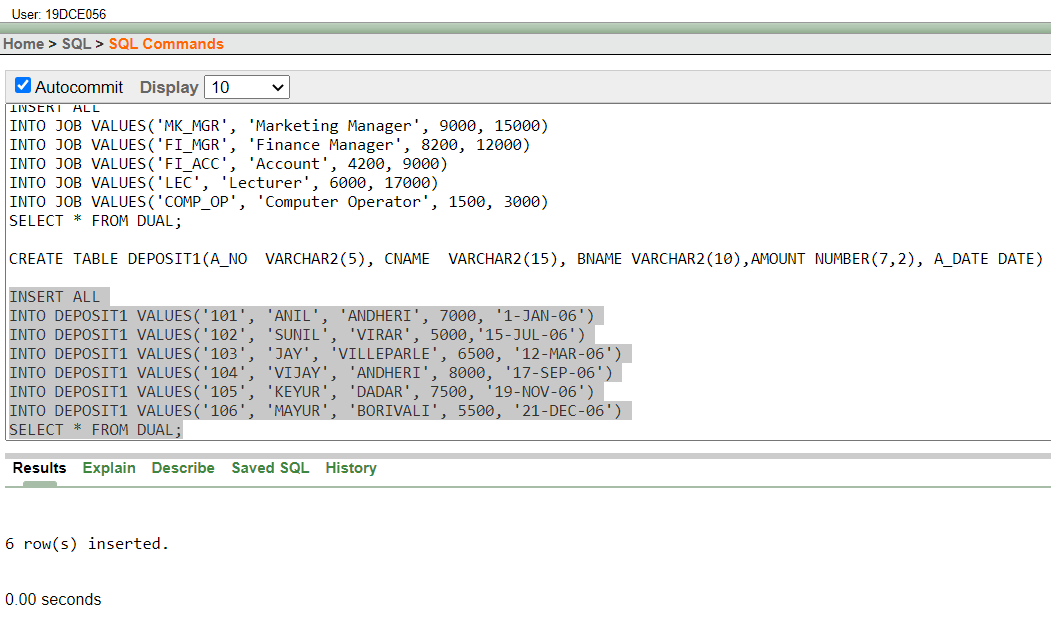 User: 19DCE056
Home > SQL > SQL Commands
Autocommit Display 10
INSERT ALL
INTO JOB VALUES('MK_MGR', 'Marketing Manager', 9000, 15000)
INTO JOB VALUES('FI_MGR', 'Finance Manager', 8200, 12000)
INTO JOB VALUES('FI_ACC', 'Account', 4200, 9000)
INTO JOB VALUES('LEC', 'Lecturer', 6000, 17000)
INTO JOB VALUES('COMP_OP', 'Computer Operator', 1500, 3000)
SELECT * FROM DUAL;
CREATE TABLE DEPOSIT1(A_NO  VARCHAR2(5), CNAME  VARCHAR2(15), BNAME VARCHAR2(10),AMOUNT NUMBER(7,2), A_DATE DATE)
INSERT ALL
INTO DEPOSIT1 VALUES('101', 'ANIL', 'ANDHERI', 7000, '1-JAN-06')
INTO DEPOSIT1 VALUES('102', 'SUNIL', 'VIRAR', 5000,'15-JUL-06')
INTO DEPOSIT1 VALUES('103', 'JAY', 'VILLEPARLE', 6500, '12-MAR-06')
INTO DEPOSIT1 VALUES('104', 'VIJAY', 'ANDHERI', 8000, '17-SEP-06')
INTO DEPOSIT1 VALUES('105', 'KEYUR', 'DADAR', 7500, '19-NOV-06')
INTO DEPOSIT1 VALUES('106', 'MAYUR', 'BORIVALI', 5500, '21-DEC-06')
SELECT * FROM DUAL;
Results Explain Describe Saved SQL History
6 row(s) inserted.
0.00 seconds